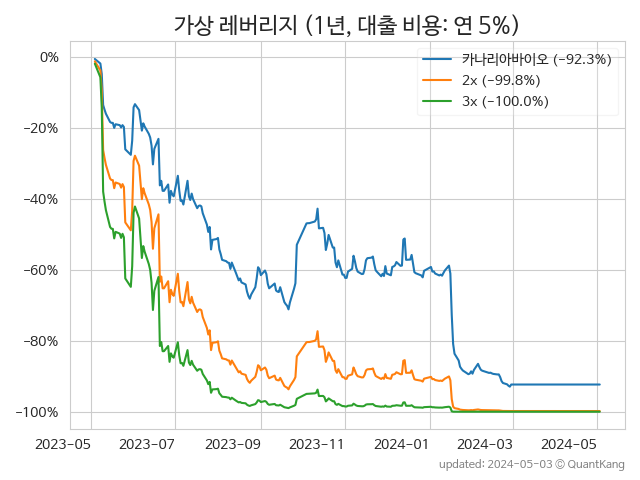 가상 레버리지 (1년, 대출 비용: 연 5%)
카나리아바이오 (−92.3%)
2x (−99.8%)
3x (−100.0%)
0%
−20%
−40%
−60%
−80%
−100%
2023-05 2023-07 2023-09 2023-11 2024-01 2024-03 2024-05
updated: 2024-05-03 © QuantKang